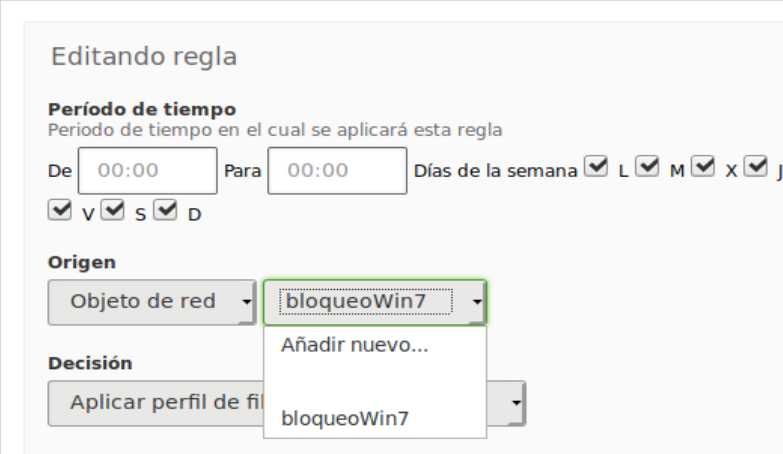 Editando regla
Período de tiempo
Periodo de tiempo en el cual se aplicará esta regla
De 00:00 Para 00:00 Días de la semana L M X J
V S D
Origen
Objeto de red bloqueoWin7
Añadir nuevo...
Decisión
Aplicar perfil de fil
bloqueoWin7